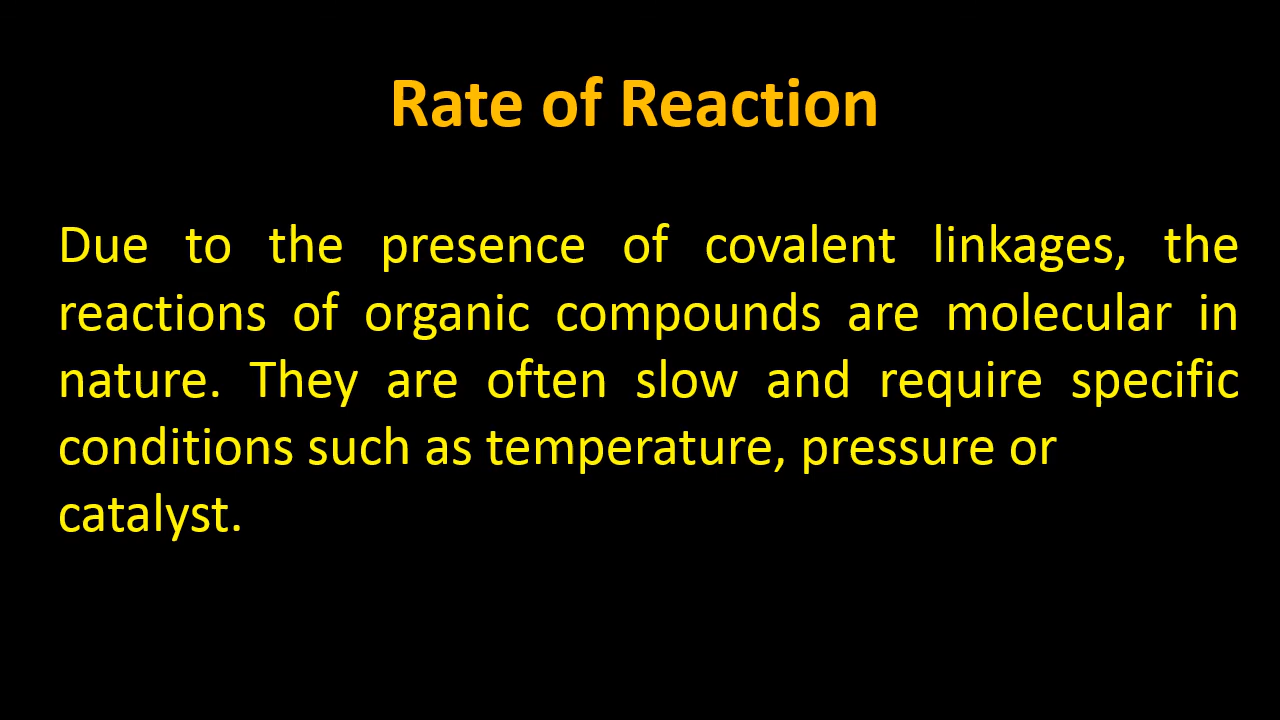 Rate of Reaction
Due to the presence of covalent linkages, the
reactions of organic compounds are molecular in
nature. They are often slow and require specific
conditions such as temperature, pressure or
catalyst.